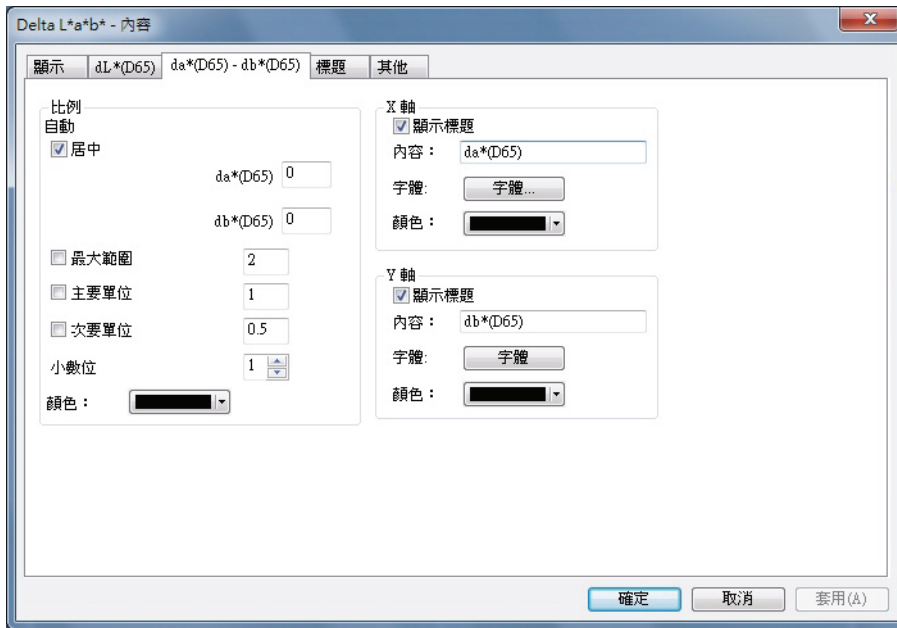 Delta L*a*b* - 內容
顯示
dL*(D65)
da*(D65) - db*(D65)
標題
其他
比例
自動
居中
da*(D65) 0
db*(D65) 0
最大範圍 2
主要單位 1
次要單位 0.5
小數位 1
顏色：
X 軸
顯示標題
內容： da*(D65)
字體: 字體...
顏色：
Y 軸
顯示標題
內容： db*(D65)
字體: 字體
顏色：
確定
取消
套用(A)